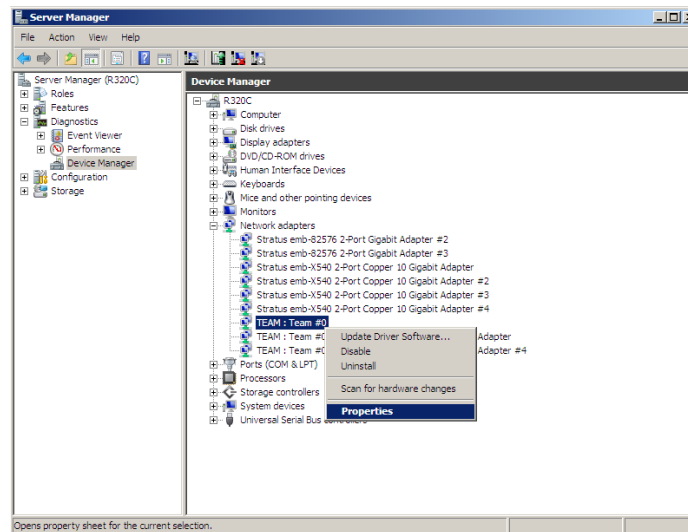 Server Manager
File Action View Help
Server Manager (R320C)
Roles
Features
Diagnostics
Event Viewer
Performance
Device Manager
Configuration
Storage
Device Manager
R320C
Computer
Disk drives
Display adapters
DVD/CD-ROM drives
Human Interface Devices
Keyboards
Mice and other pointing devices
Monitors
Network adapters
Stratus emb-82576 2-Port Gigabit Adapter #2
Stratus emb-82576 2-Port Gigabit Adapter #3
Stratus emb-X540 2-Port Copper 10 Gigabit Adapter
Stratus emb-X540 2-Port Copper 10 Gigabit Adapter #2
Stratus emb-X540 2-Port Copper 10 Gigabit Adapter #3
Stratus emb-X540 2-Port Copper 10 Gigabit Adapter #4
TEAM : Team #0
TEAM : Team #0 Adapter
TEAM : Team #0 Adapter #4
Ports (COM & LPT)
Processors
Storage controllers
System devices
Universal Serial Bus controllers
Update Driver Software...
Disable
Uninstall
Scan for hardware changes
Properties
Opens property sheet for the current selection.